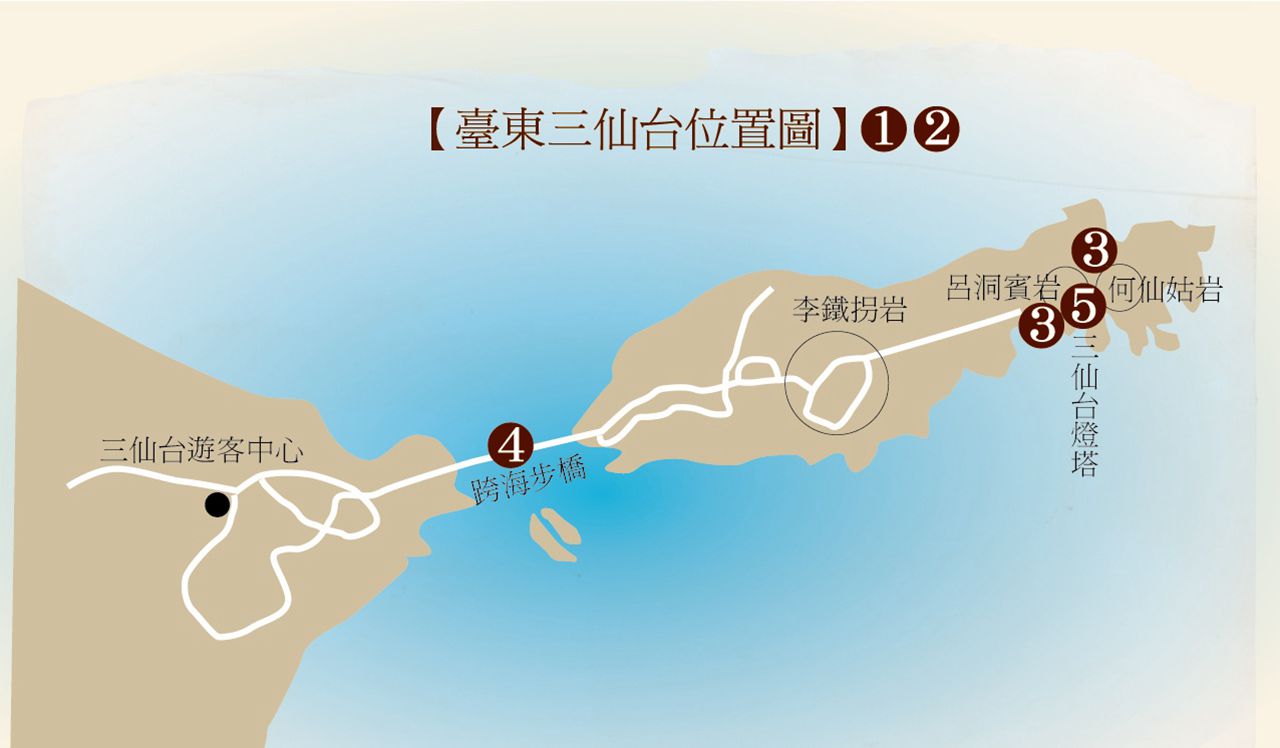 【臺東三仙台位置圖】❶❷
❸
呂洞賓岩
何仙姑岩
李鐵拐岩
❺
❸
三仙台燈塔
三仙台遊客中心
❹
跨海步橋